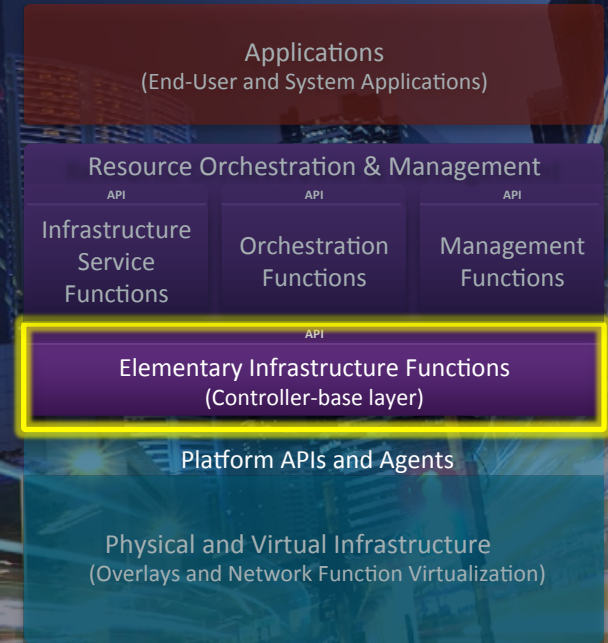 Applications
(End-User and System Applications)
Resource Orchestration & Management
API
API
API
Infrastructure
Service
Functions
Orchestration
Functions
Management
Functions
API
Elementary Infrastructure Functions
(Controller-base layer)
Platform APIs and Agents
Physical and Virtual Infrastructure
(Overlays and Network Function Virtualization)